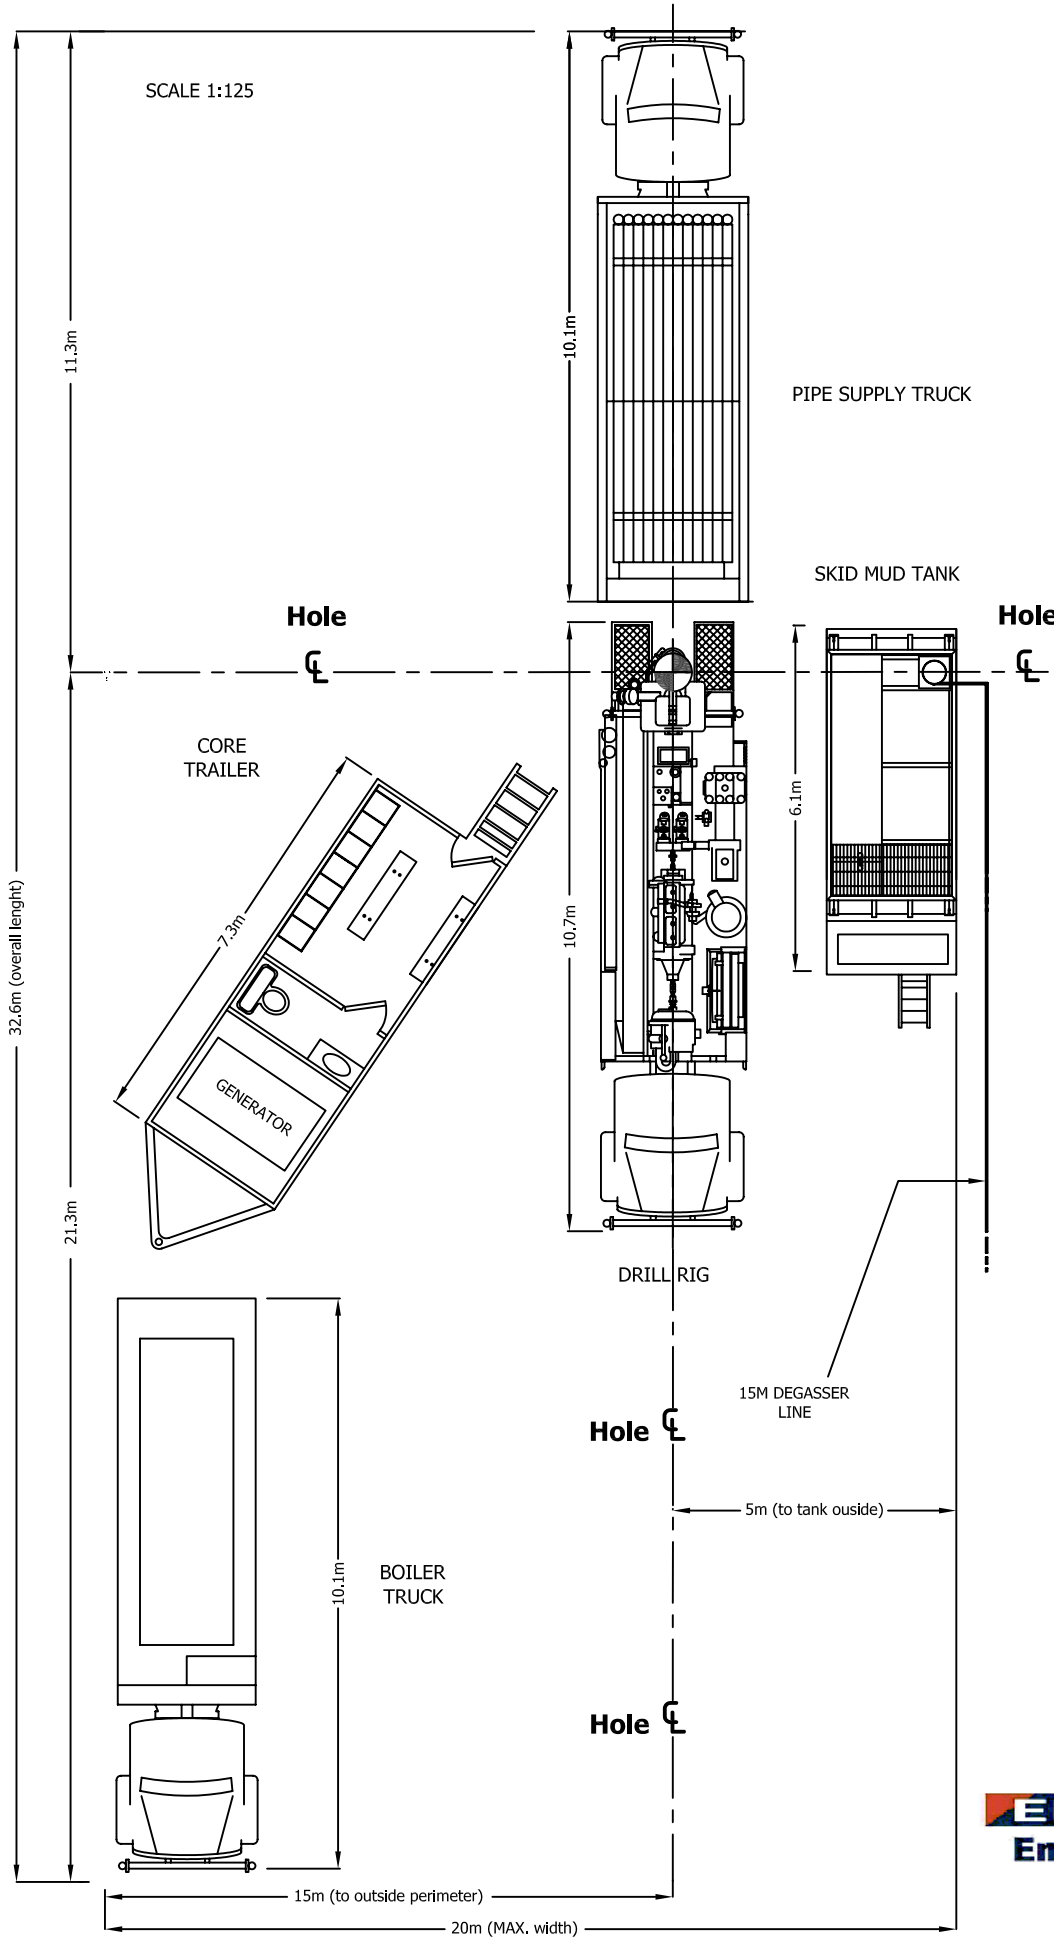 SCALE 1:125
11.3m
10.1m
PIPE SUPPLY TRUCK
SKID MUD TANK
Hole
Hole
CORE
TRAILER
7.3m
10.7m
6.1m
32.6m (overall lenght)
GENERATOR
21.3m
DRILL RIG
15M DEGASSER
LINE
Hole
5m (to tank ouside)
10.1m
BOILER
TRUCK
Hole
E
En
15m (to outside perimeter)
20m (MAX. width)